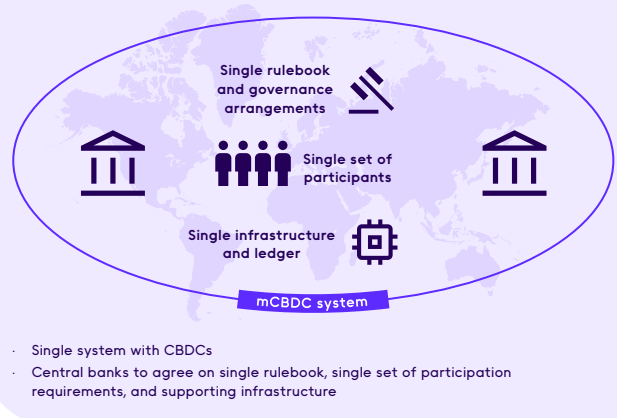 Single rulebook
and governance
arrangements
Single set of
participants
Single infrastructure
and ledger
mCBDC system
· Single system with CBDCs
· Central banks to agree on single rulebook, single set of participation
requirements, and supporting infrastructure